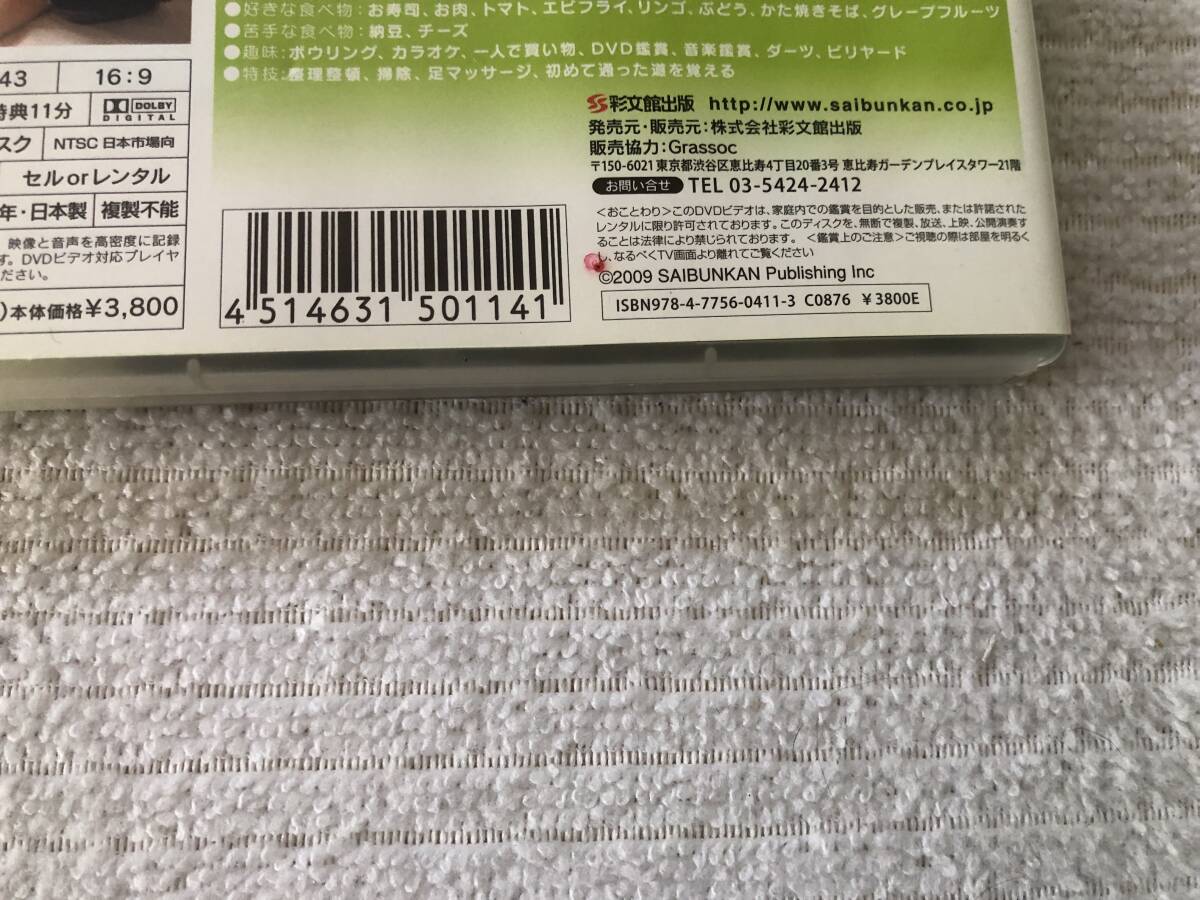 ●好きな食べ物：お寿司、お肉、トマト、エビフライ、リンゴ、ぶどう、かた焼きそば、グレープフルーツ
●苦手な食べ物：納豆、チーズ
●趣味：ボウリング、カラオケ、一人で買い物、DVD鑑賞、音楽鑑賞、ダーツ、ビリヤード
●特技：整理整頓、掃除、足マッサージ、初めて通った道を覚える
43 16:9
特典11分 DOLBY DIGITAL
スク NTSC 日本市場向
セルorレンタル
年・日本製 複製不能
映像と音声を高密度に記録
す。DVDビデオ対応プレイヤ
ださい。
)本体価格¥3,800
4 514631 501141
彩文館出版 http://www.saibunkan.co.jp
発売元・販売元：株式会社彩文館出版
販売協力：Grassoc
〒150-6021 東京都渋谷区恵比寿4丁目20番3号 恵比寿ガーデンプレイスタワー21階
お問い合せ TEL 03-5424-2412
＜おことわり＞このDVDビデオは、家庭内での鑑賞を目的とした販売、または許諾された
レンタルに限り許可されております。このディスクを、無断で複製、放送、上映、公開演奏す
ることは法律により禁じられております。＜鑑賞上のご注意＞ご視聴の際は部屋を明るく
し、なるべくTV画面より離れてご覧ください
©2009 SAIBUNKAN Publishing Inc
ISBN978-4-7756-0411-3 C0876 ¥3800E